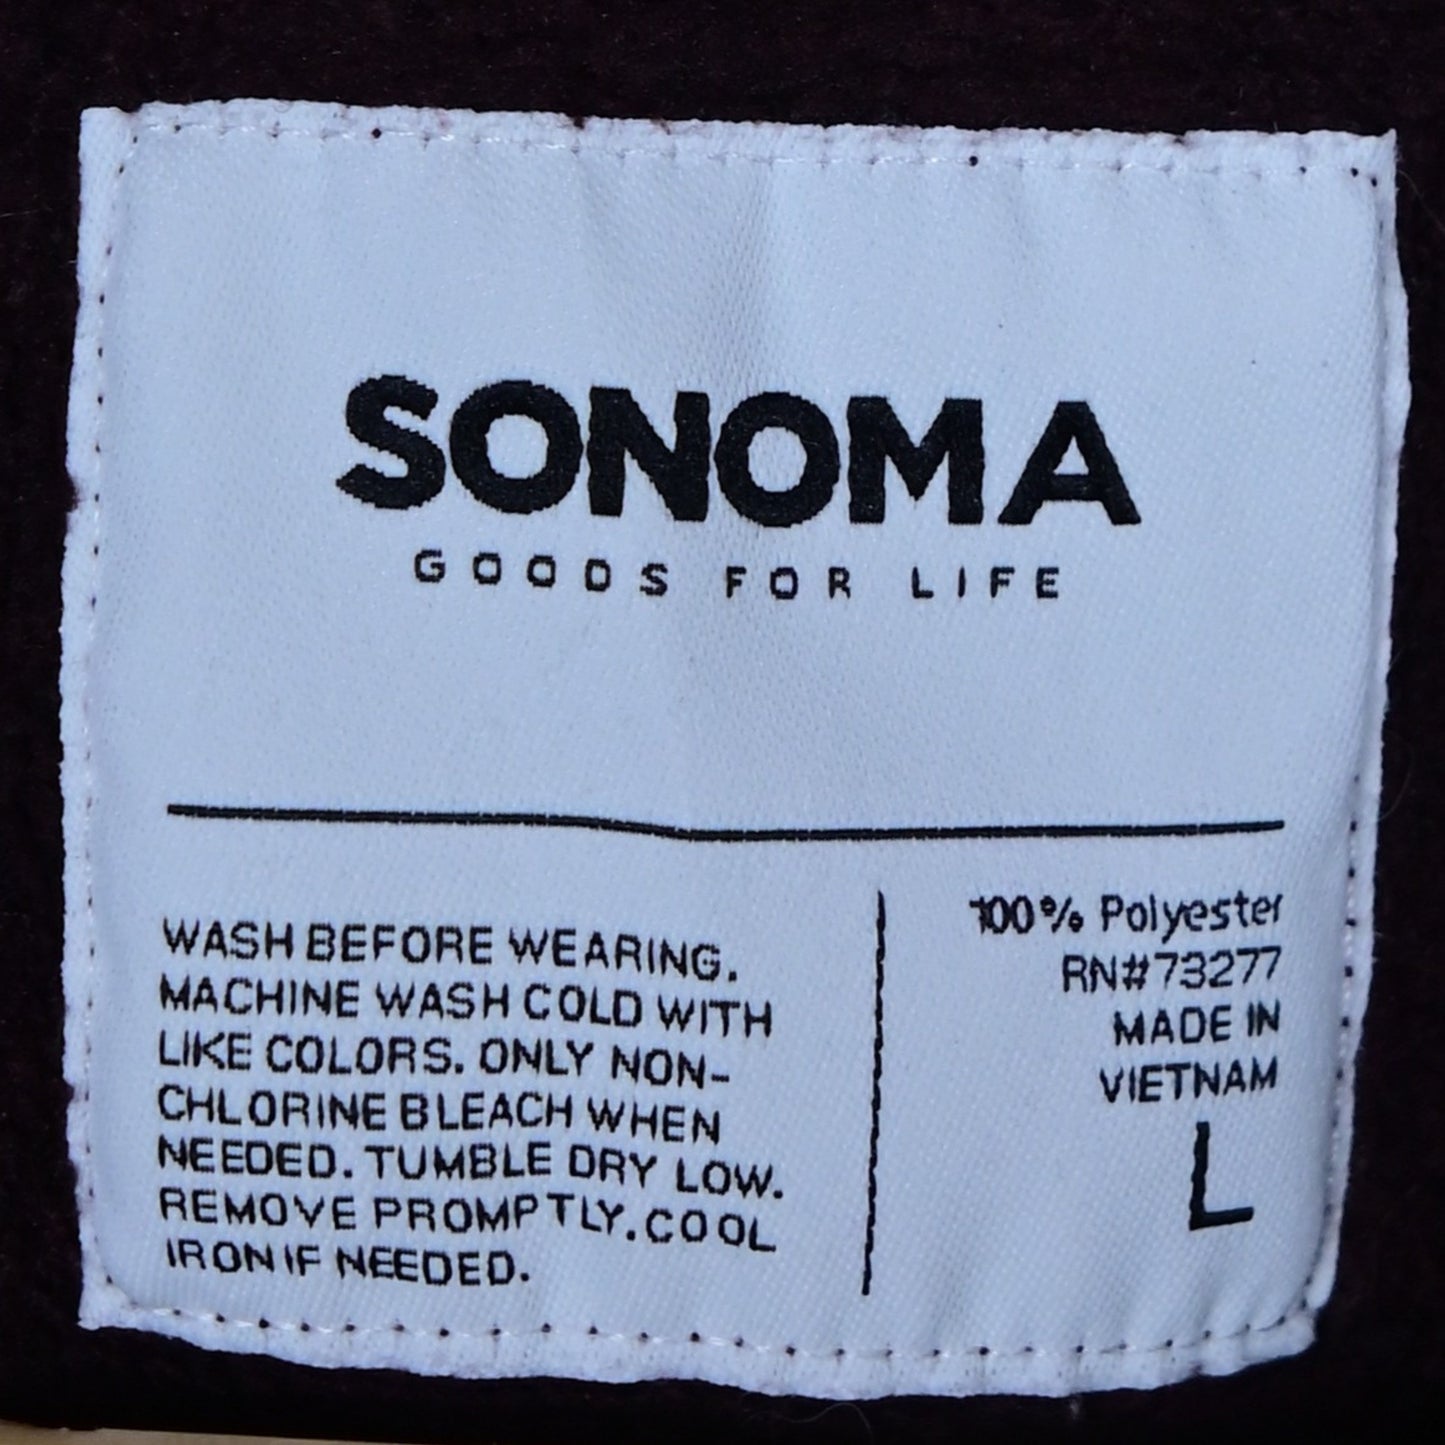 SONOMA
GOODS FOR LIFE
WASH BEFORE WEARING.
MACHINE WASH COLD WITH
LIKE COLORS. ONLY NON-
CHLORINE BLEACH WHEN
NEEDED. TUMBLE DRY LOW.
REMOVE PROMPTLY. COOL
IRON IF NEEDED.
100% Polyester
RN#73277
MADE IN
VIETNAM
L